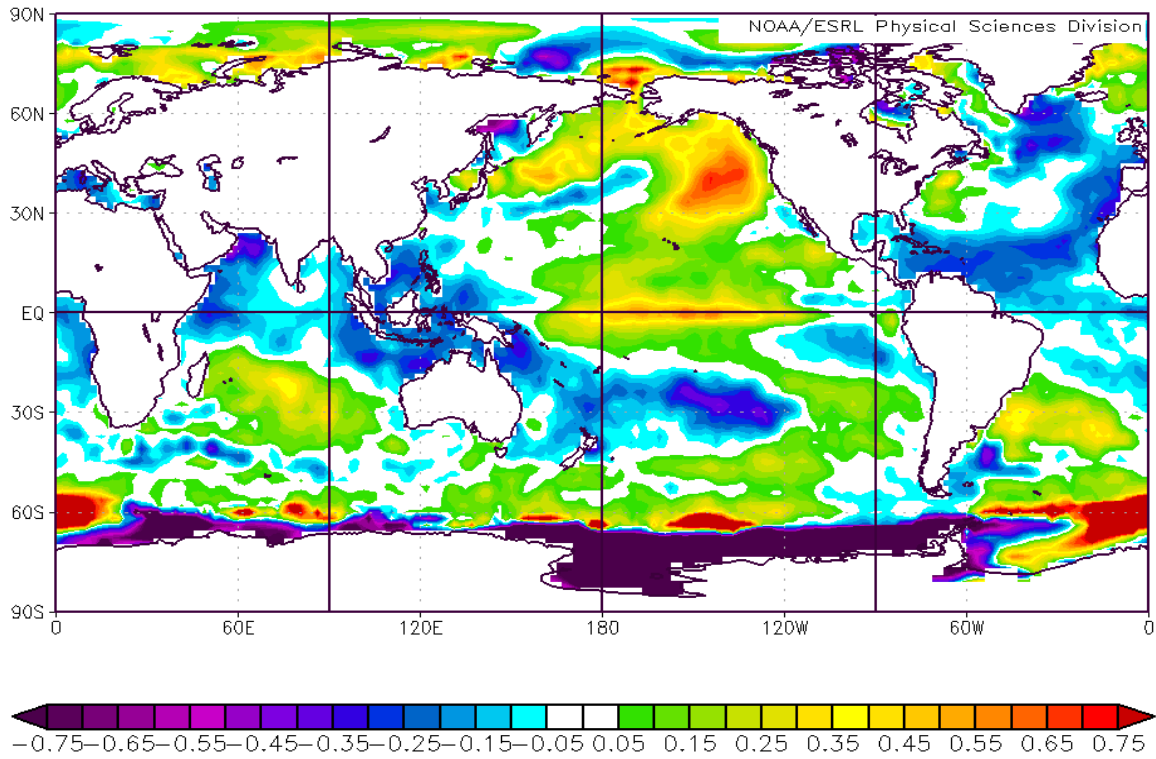 NOAA/ESRL Physical Sciences Division
90N
60N
30N
EQ
30S
60S
90S
0 60E 120E 180 120W 60W 0
−0.75−0.65−0.55−0.45−0.35−0.25−0.15−0.05 0.05 0.15 0.25 0.35 0.45 0.55 0.65 0.75